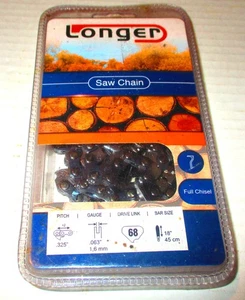 Longer
Saw Chain
Full Chisel
PITCH GAUGE DRIVE LINK BAR SIZE
.325" .063" 1,6 mm 68 18" 45 cm